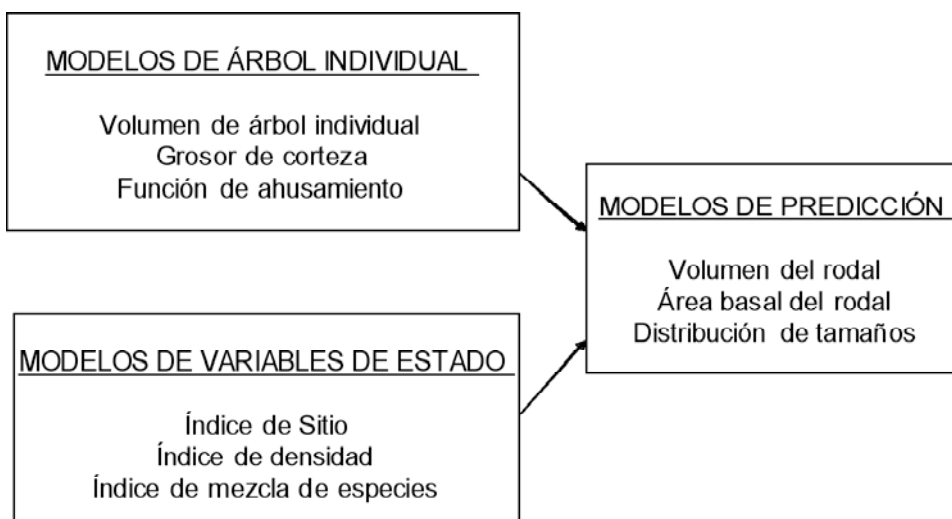 MODELOS DE ÁRBOL INDIVIDUAL
Volumen de árbol individual
Grosor de corteza
Función de ahusamiento
MODELOS DE VARIABLES DE ESTADO
Índice de Sitio
Índice de densidad
Índice de mezcla de especies
MODELOS DE PREDICCIÓN
Volumen del rodal
Área basal del rodal
Distribución de tamaños